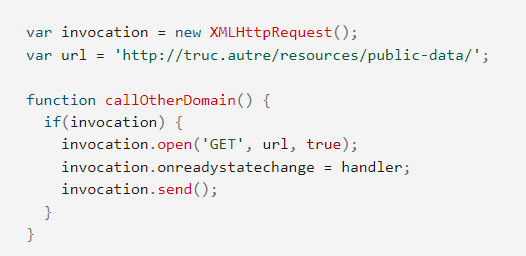 var invocation = new XMLHttpRequest();
var url = 'http://truc.autre/resources/public-data/';

function callOtherDomain() {
  if(invocation) {
    invocation.open('GET', url, true);
    invocation.onreadystatechange = handler;
    invocation.send();
  }
}